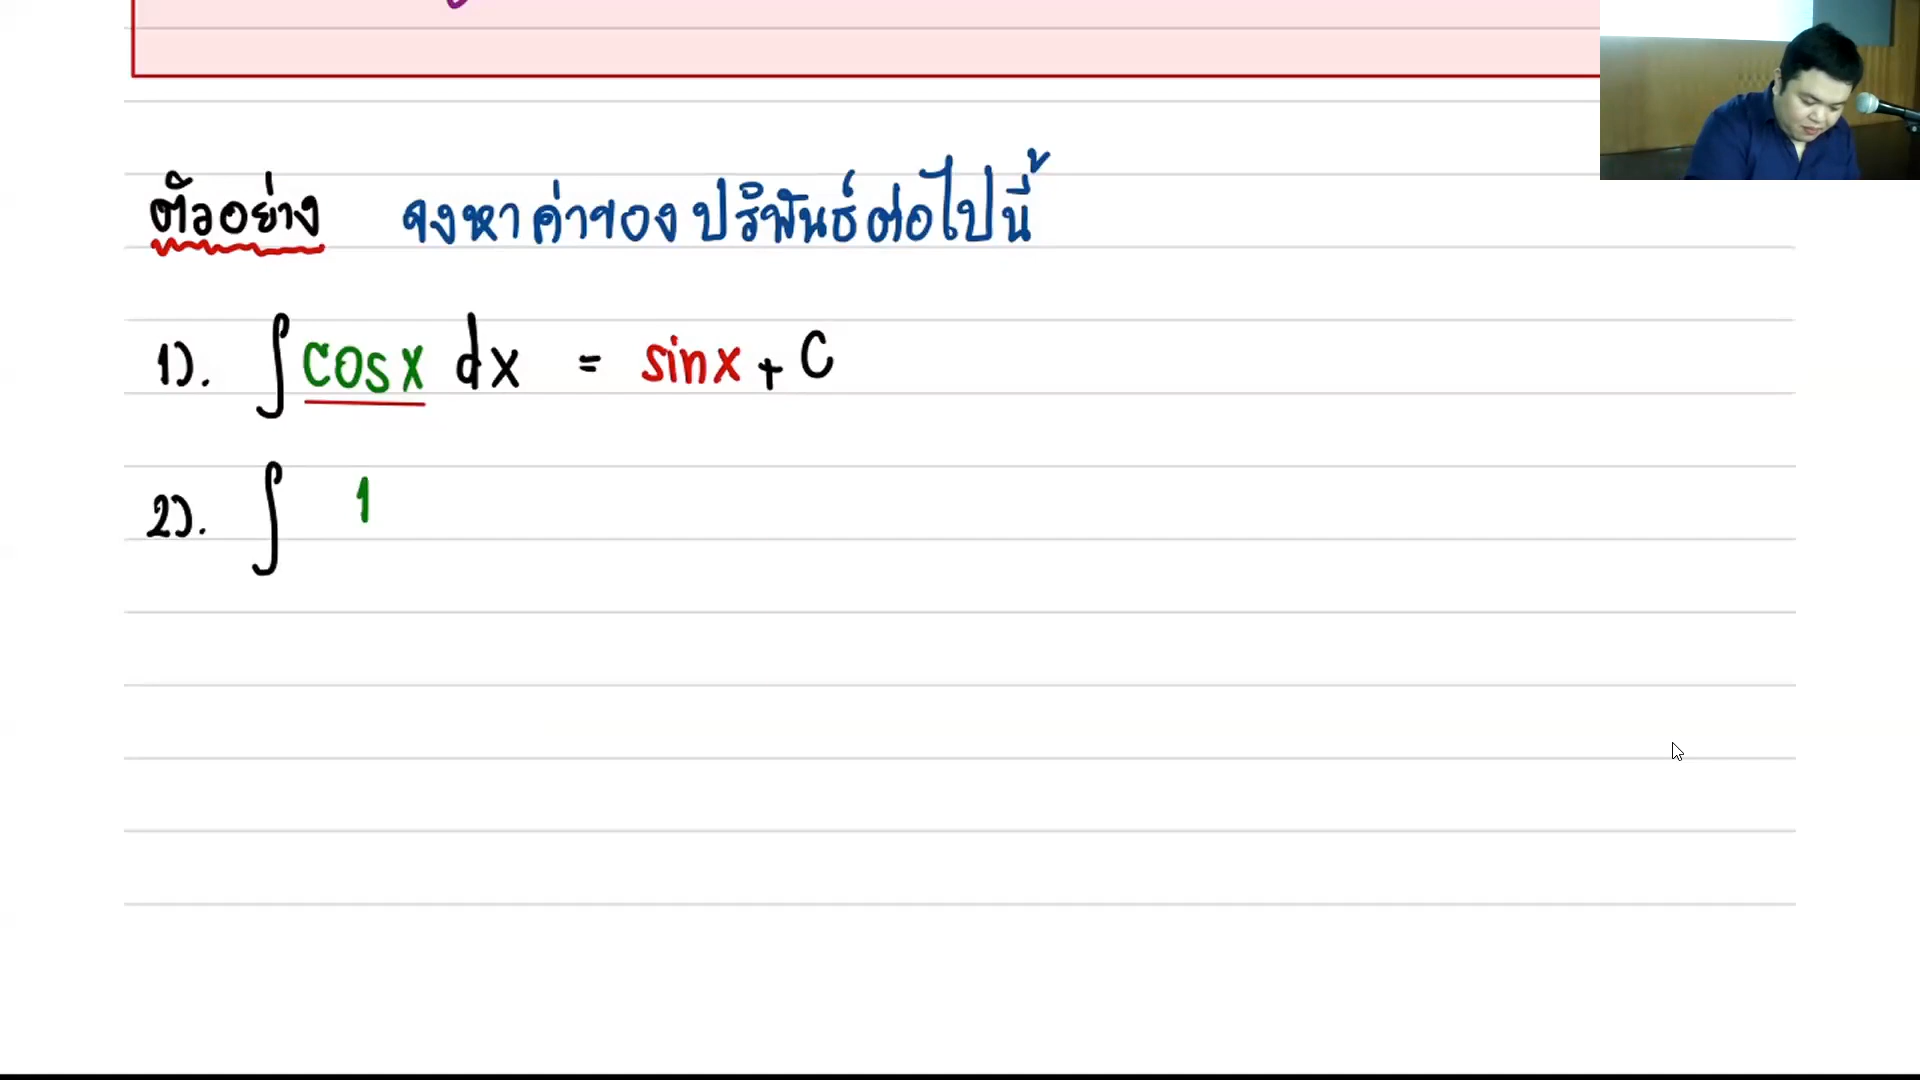 ตัวอย่าง จงหาค่าของปริพันธ์ต่อไปนี้
1). ∫ cos x dx = sin x + C
2). ∫ 1